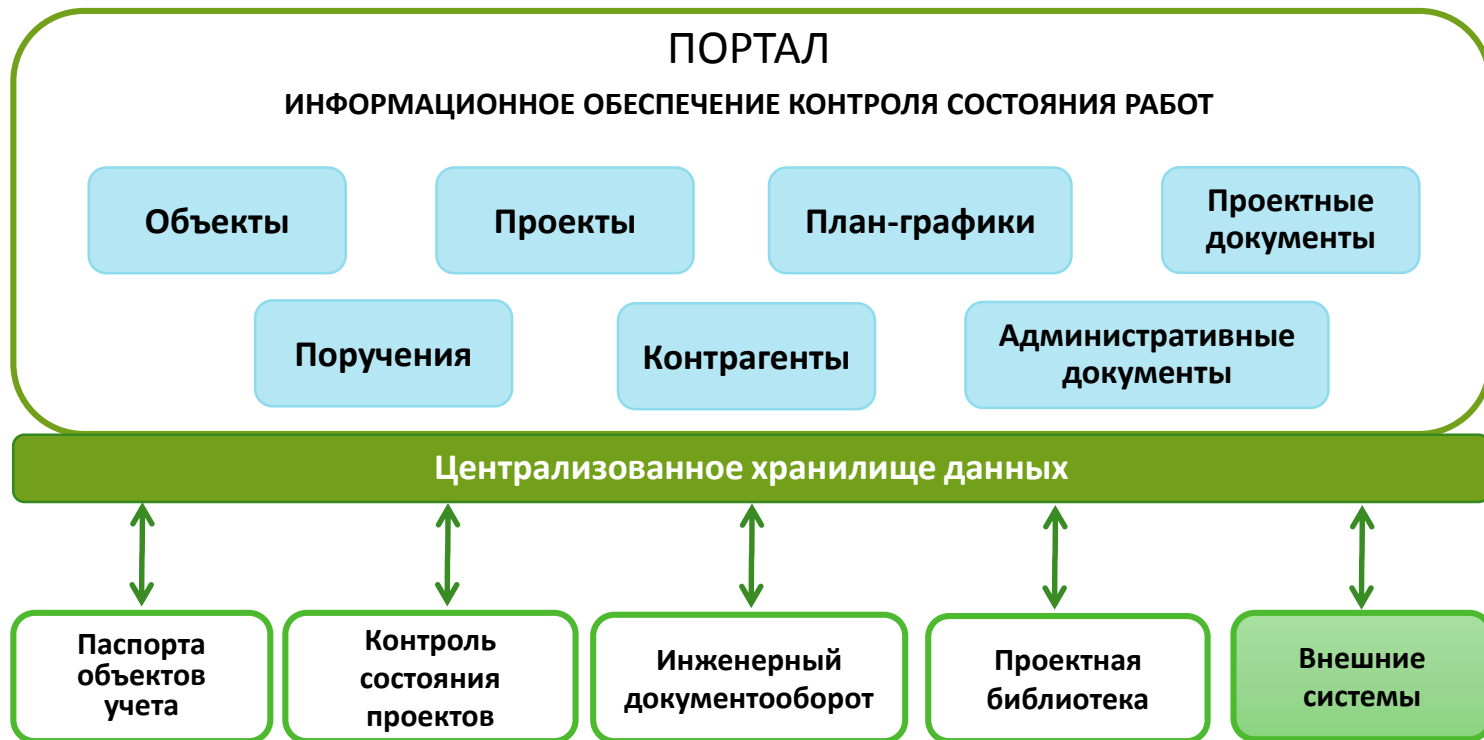 ПОРТАЛ
ИНФОРМАЦИОННОЕ ОБЕСПЕЧЕНИЕ КОНТРОЛЯ СОСТОЯНИЯ РАБОТ
Объекты
Проекты
План-графики
Проектные
документы
Поручения
Контрагенты
Административные
документы
Централизованное хранилище данных
Паспорта
объектов
учета
Контроль
состояния
проектов
Инженерный
документооборот
Проектная
библиотека
Внешние
системы